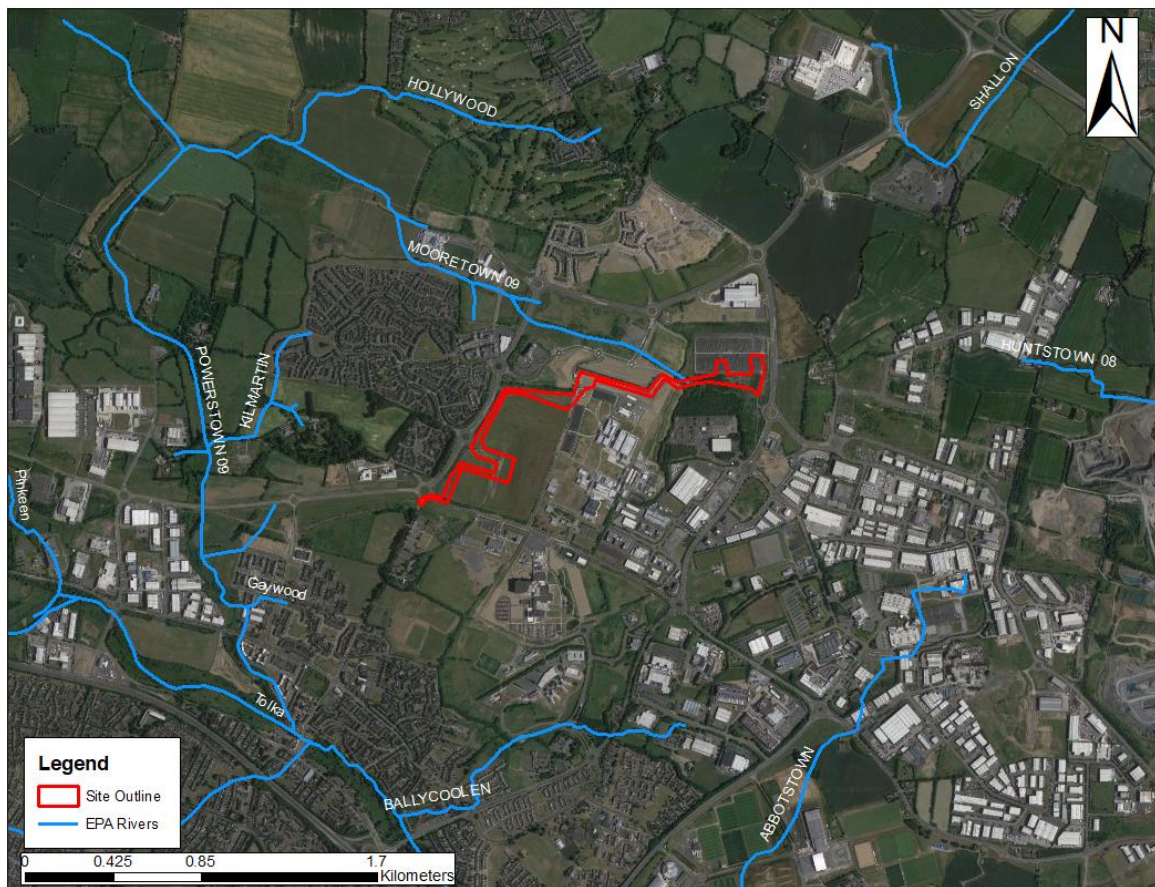 N
HOLLYWOOD
SHALLON
MOORETOWN 09
HUNTSTOWN 08
POWERSTOWN 09
KILMARTIN
Pinkeen
Gaywood
Tolka
BALLYCOOLEN
ABBOTSTOWN
Legend
Site Outline
EPA Rivers
0 0.425 0.85 1.7
Kilometers